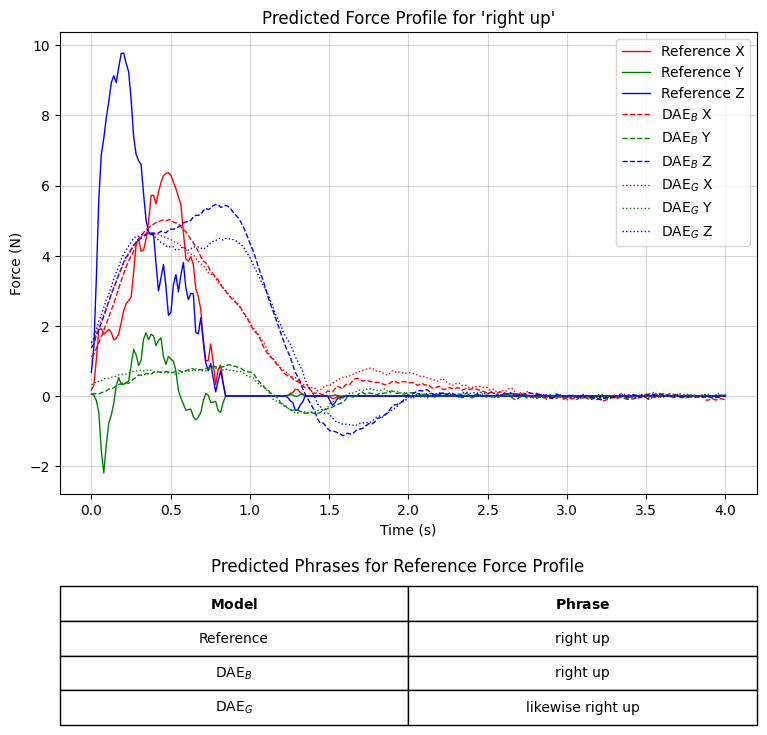 Predicted Force Profile for 'right up'
10
8
6
4
2
0
−2
Force (N)
Reference X
Reference Y
Reference Z
DAE_B X
DAE_B Y
DAE_B Z
DAE_G X
DAE_G Y
DAE_G Z
0.0 0.5 1.0 1.5 2.0 2.5 3.0 3.5 4.0
Time (s)
Predicted Phrases for Reference Force Profile
Model Phrase
Reference right up
DAE_B right up
DAE_G likewise right up